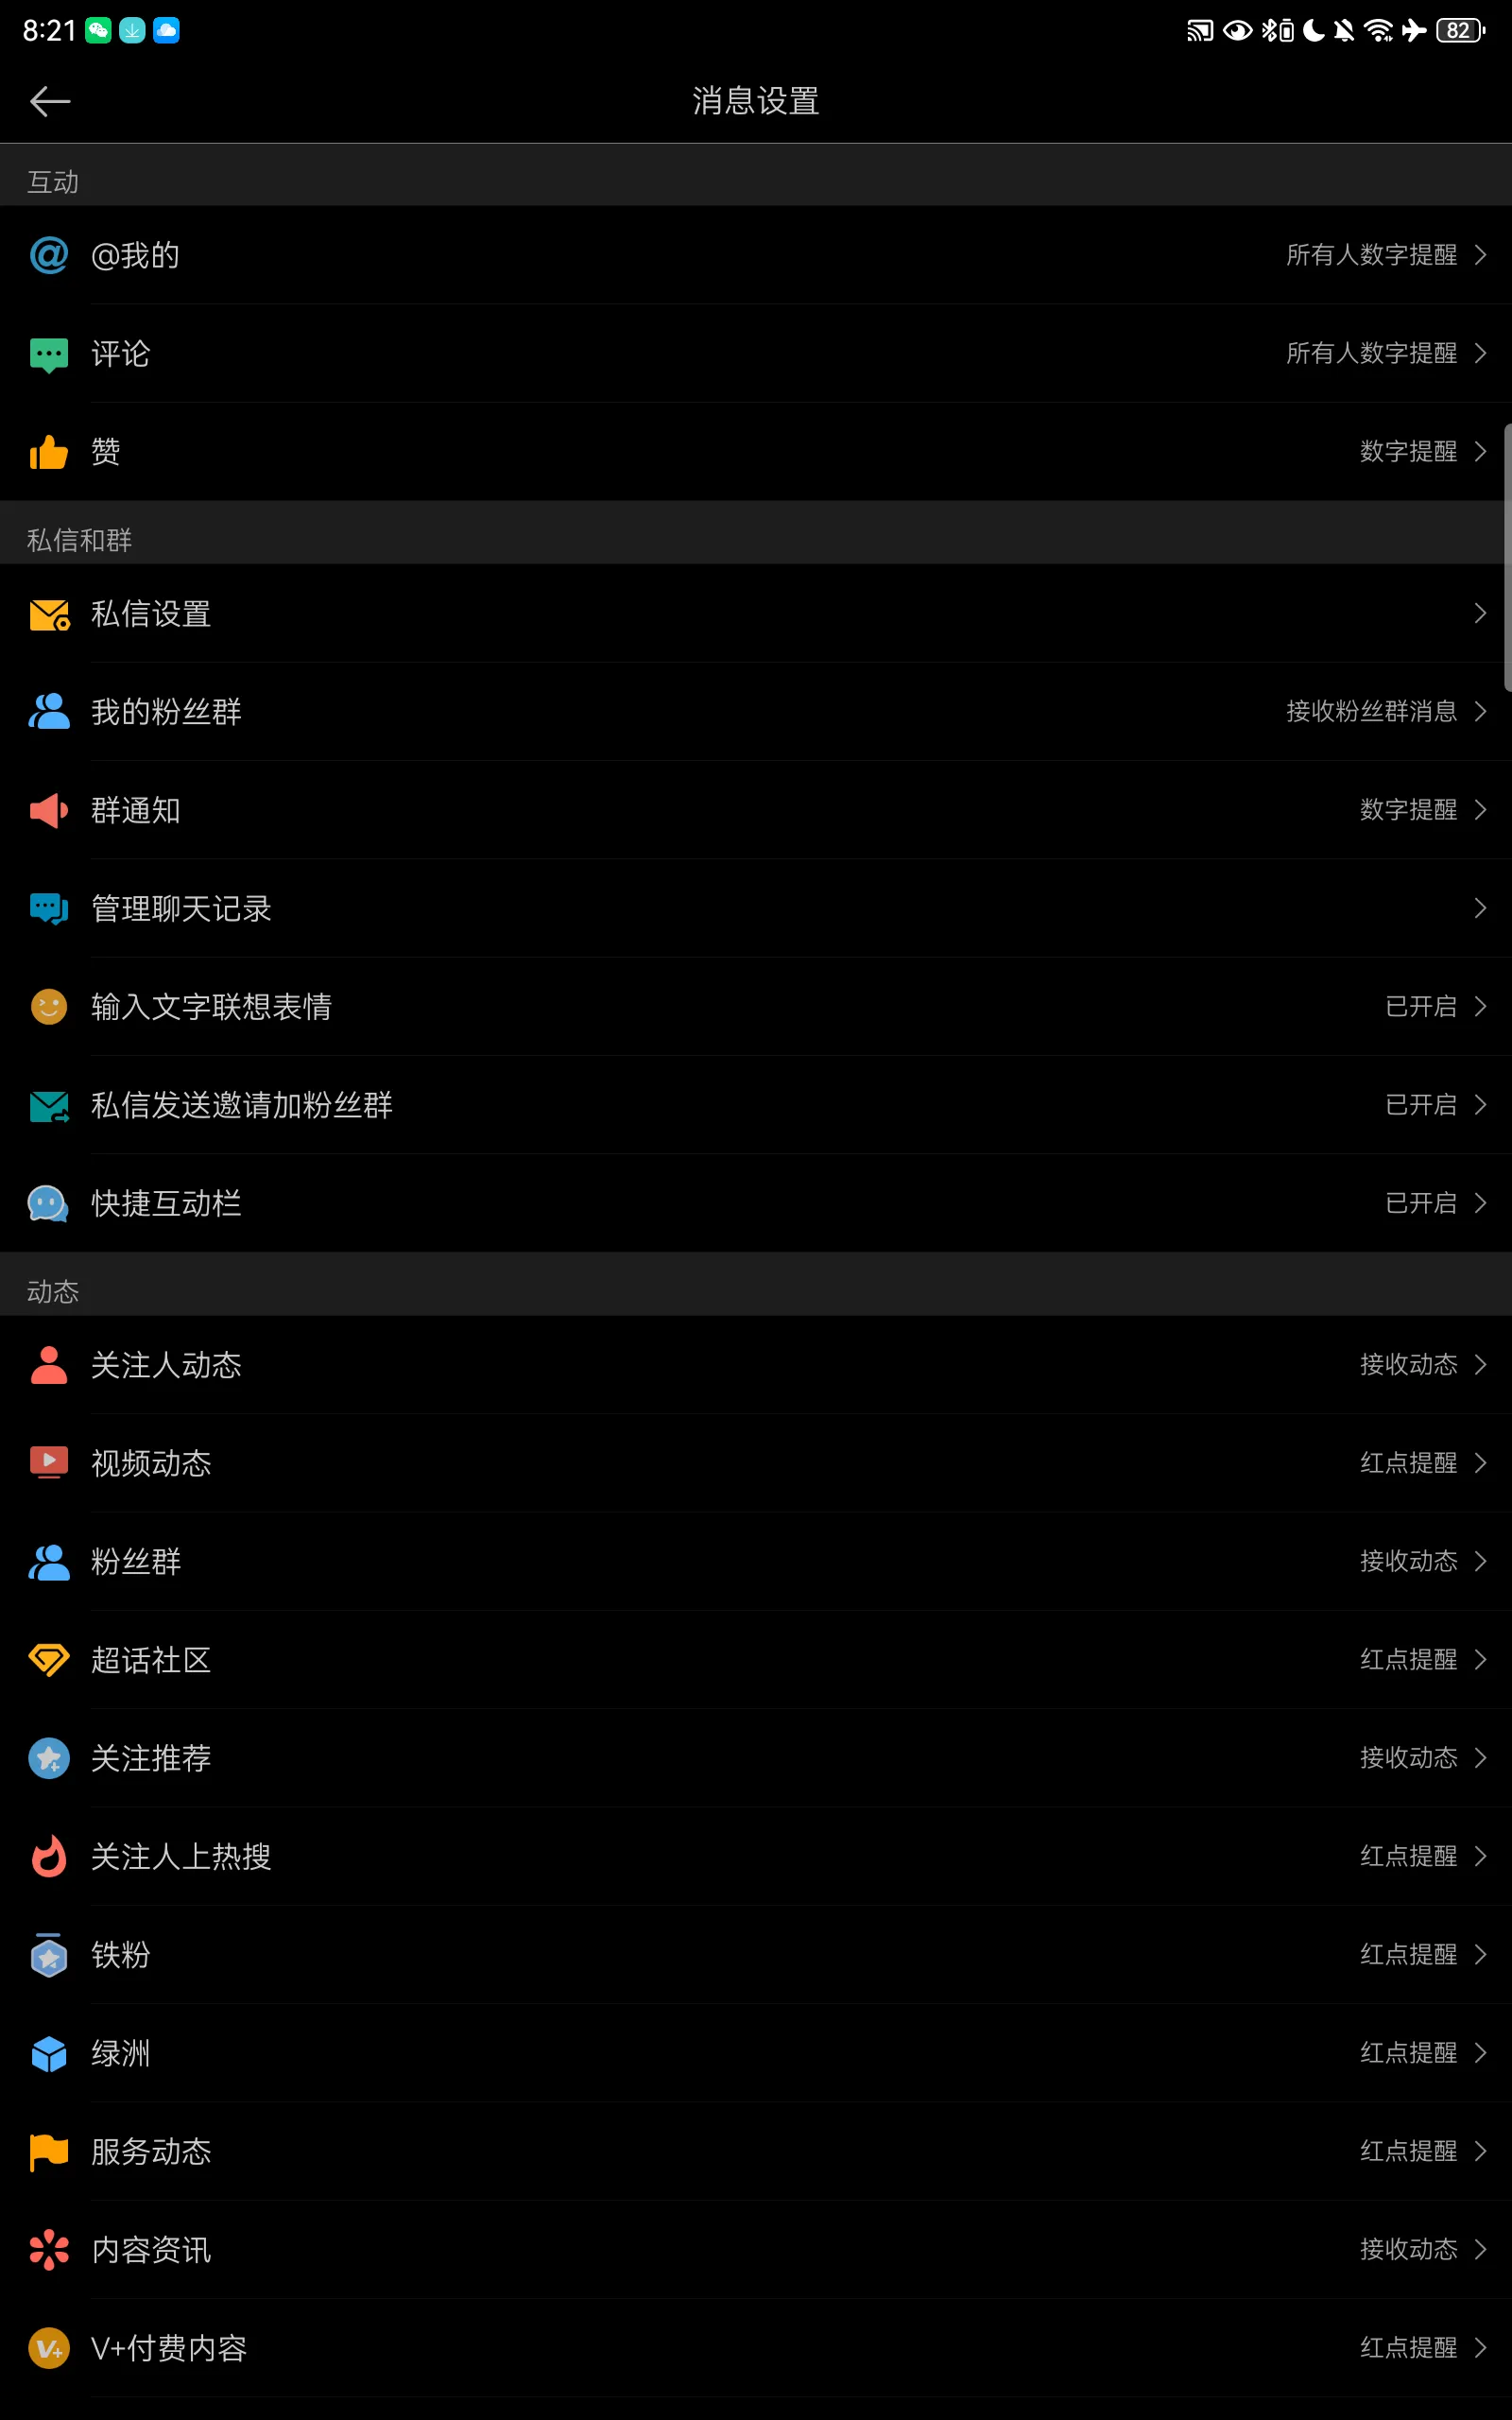 8:21
82
消息设置
互动
@我的 所有人数字提醒
评论 所有人数字提醒
赞 数字提醒
私信和群
私信设置
我的粉丝群 接收粉丝群消息
群通知 数字提醒
管理聊天记录
输入文字联想表情 已开启
私信发送邀请加粉丝群 已开启
快捷互动栏 已开启
动态
关注人动态 接收动态
视频动态 红点提醒
粉丝群 接收动态
超话社区 红点提醒
关注推荐 接收动态
关注人上热搜 红点提醒
铁粉 红点提醒
绿洲 红点提醒
服务动态 红点提醒
内容资讯 接收动态
V+付费内容 红点提醒